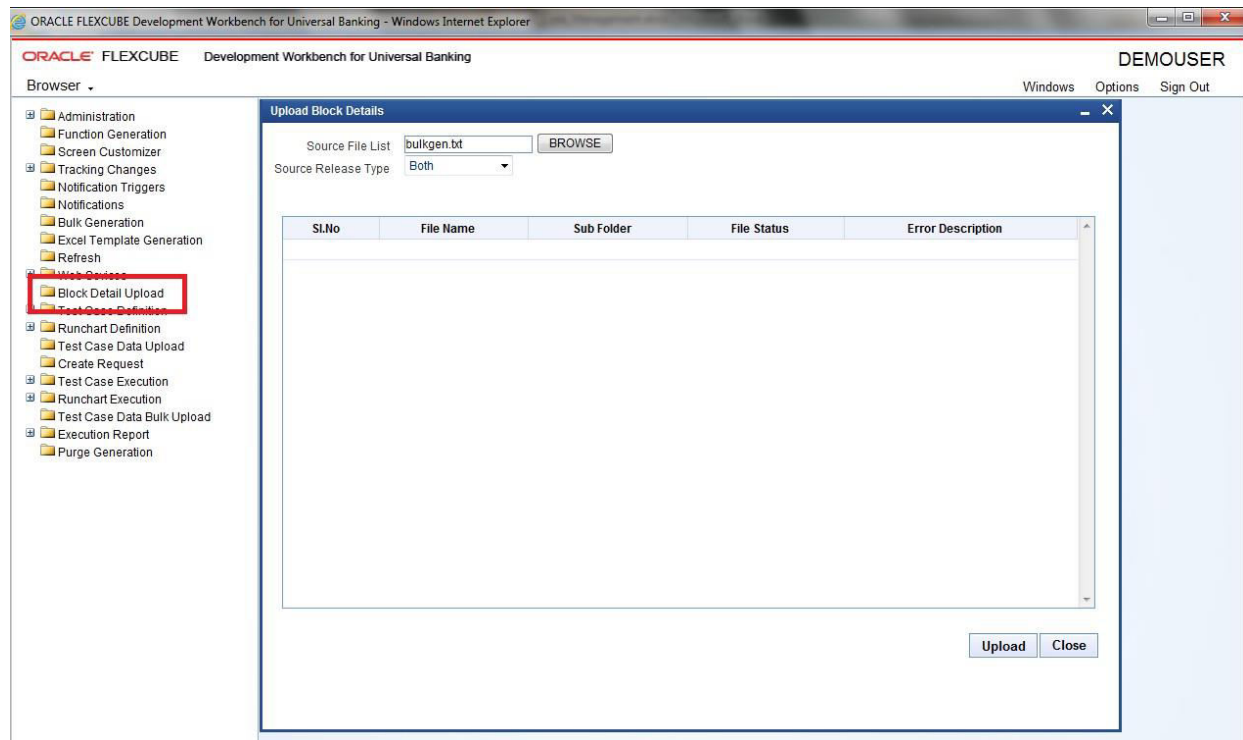 ORACLE FLEXCUBE Development Workbench for Universal Banking - Windows Internet Explorer
ORACLE FLEXCUBE Development Workbench for Universal Banking
DEMOUSER
Browser
Windows Options Sign Out
Administration
Function Generation
Screen Customizer
Tracking Changes
Notification Triggers
Notifications
Bulk Generation
Excel Template Generation
Refresh
Block Detail Upload
Test Case Definition
Runchart Definition
Test Case Data Upload
Create Request
Test Case Execution
Runchart Execution
Test Case Data Bulk Upload
Execution Report
Purge Generation
Upload Block Details
Source File List bulkgen.txt BROWSE
Source Release Type Both
Sl.No File Name Sub Folder File Status Error Description
Upload Close